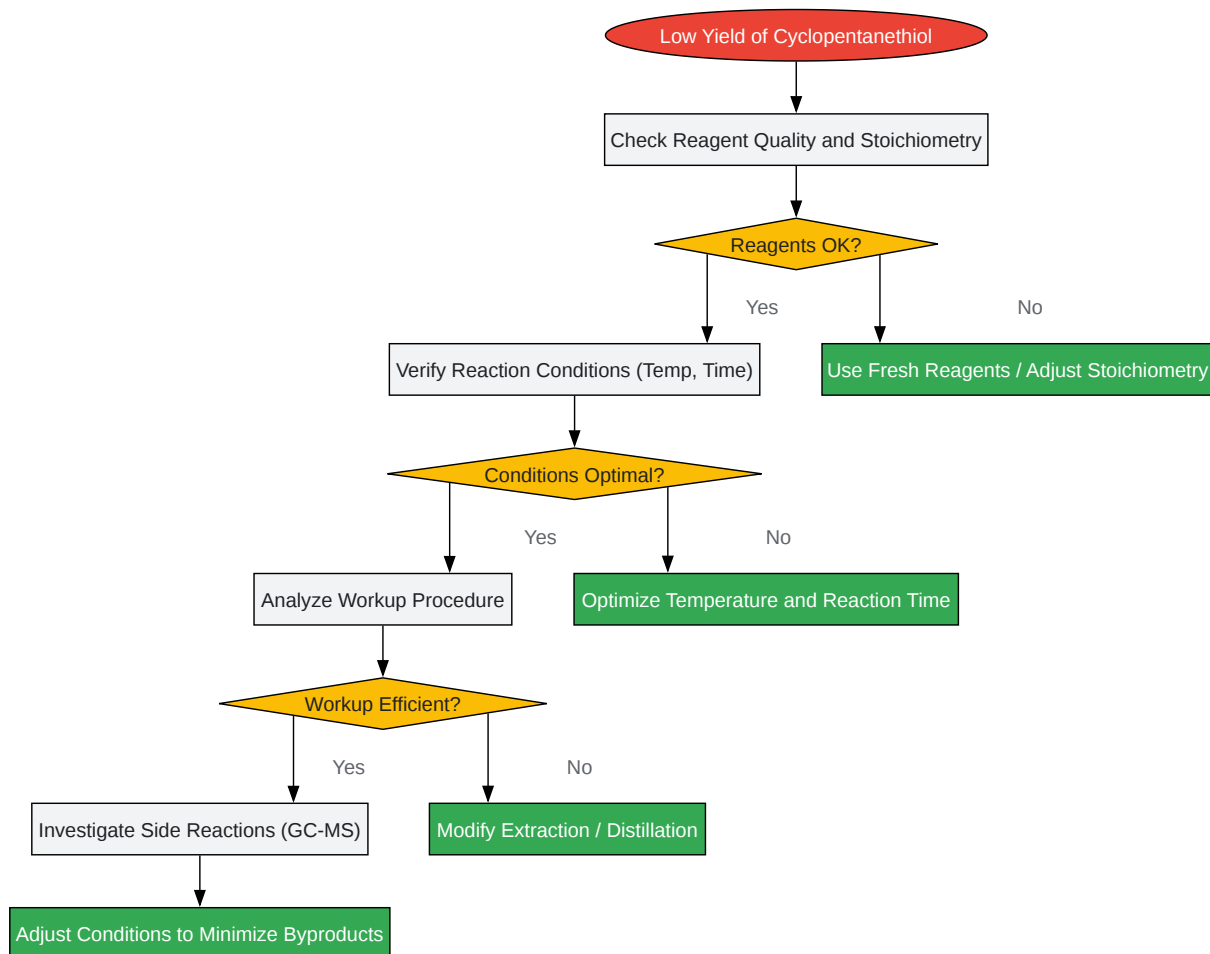 Low Yield of Cyclopentanethiol
Check Reagent Quality and Stoichiometry
Reagents OK?
Yes
No
Verify Reaction Conditions (Temp, Time)
Use Fresh Reagents / Adjust Stoichiometry
Conditions Optimal?
Yes
No
Analyze Workup Procedure
Optimize Temperature and Reaction Time
Workup Efficient?
Yes
No
Investigate Side Reactions (GC-MS)
Modify Extraction / Distillation
Adjust Conditions to Minimize Byproducts